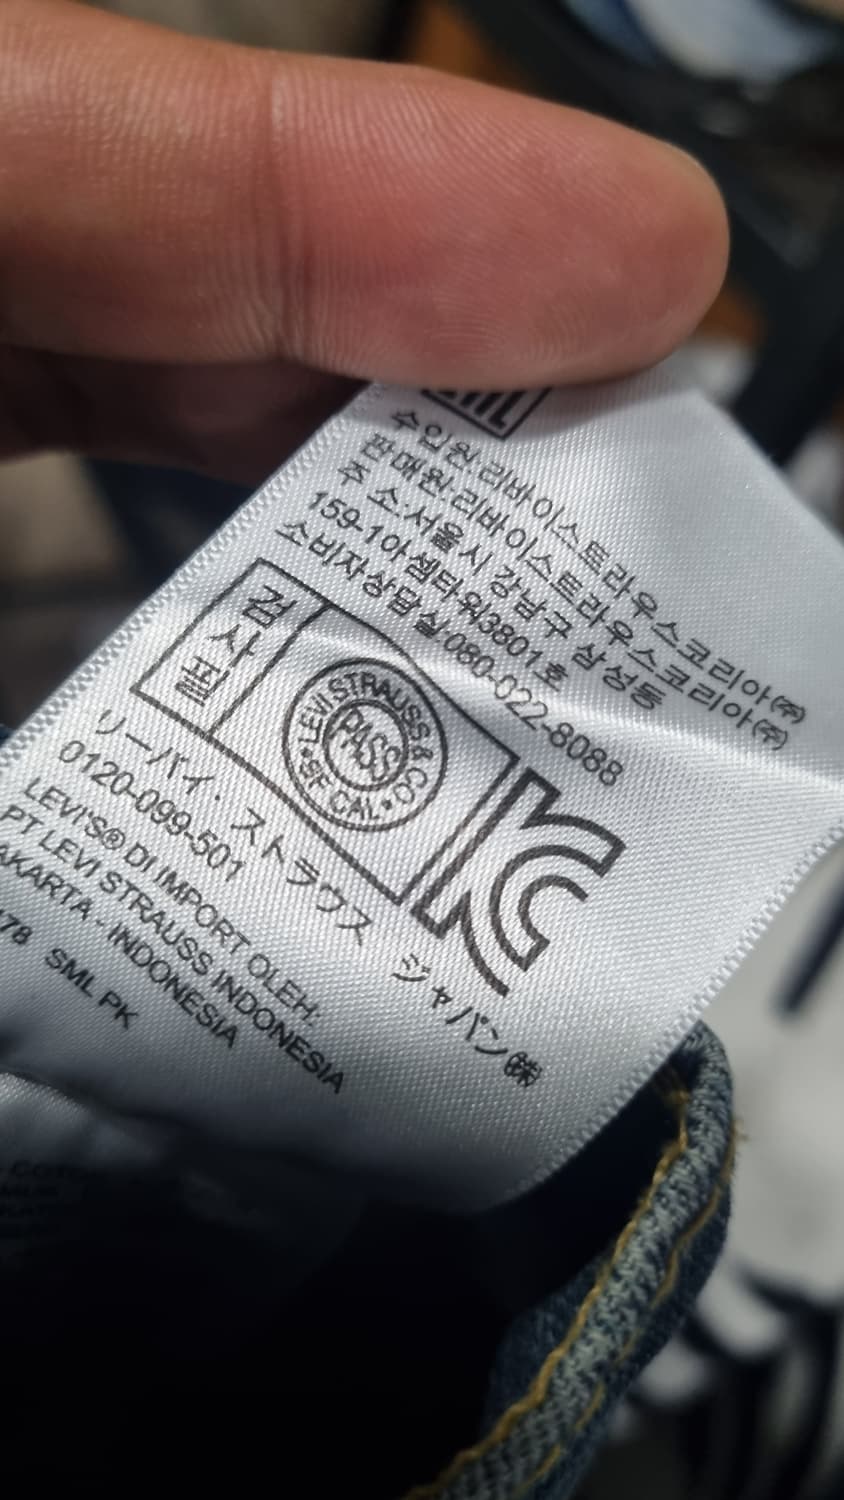 수입원:리바이스트라우스코리아㈜
판매원:리바이스트라우스코리아㈜
주 소:서울시 강남구 삼성동
159-1아셈타워3801호
소비자상담실:080-022-8088
검사필
LEVI STRAUSS & CO
PASS
SF CAL
リーバイ・ストラウス ジャパン㈱
0120-099-501
LEVI'S® DI IMPORT OLEH:
PT LEVI STRAUSS INDONESIA
AKARTA - INDONESIA
78 SML PK